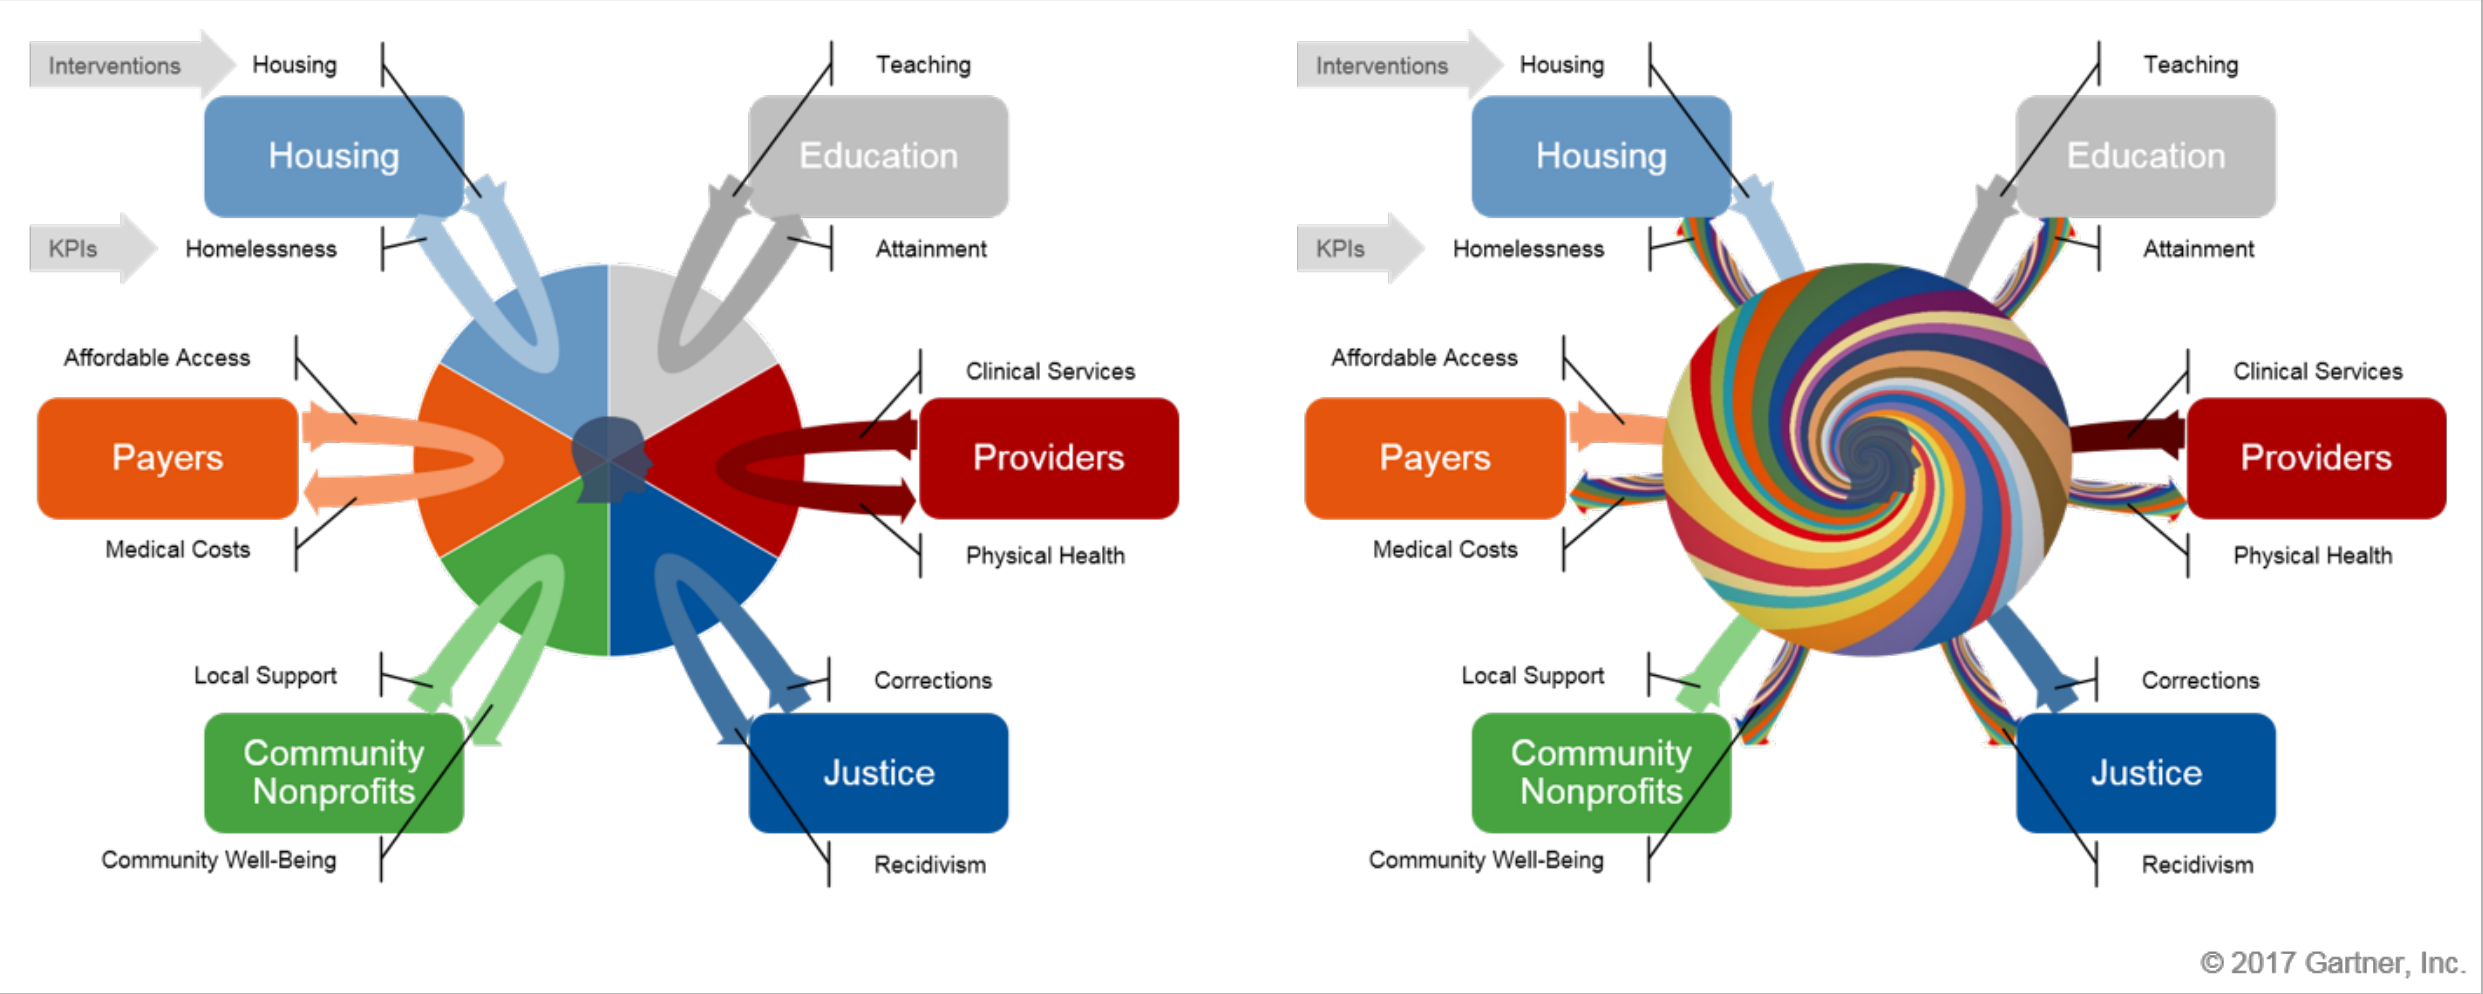 Interventions
Housing
Teaching
Housing
Education
KPIs
Homelessness
Attainment
Affordable Access
Clinical Services
Payers
Providers
Medical Costs
Physical Health
Local Support
Corrections
Community
Nonprofits
Justice
Community Well-Being
Recidivism
Interventions
Housing
Teaching
Housing
Education
KPIs
Homelessness
Attainment
Affordable Access
Clinical Services
Payers
Providers
Medical Costs
Physical Health
Local Support
Corrections
Community
Nonprofits
Justice
Community Well-Being
Recidivism
© 2017 Gartner, Inc.